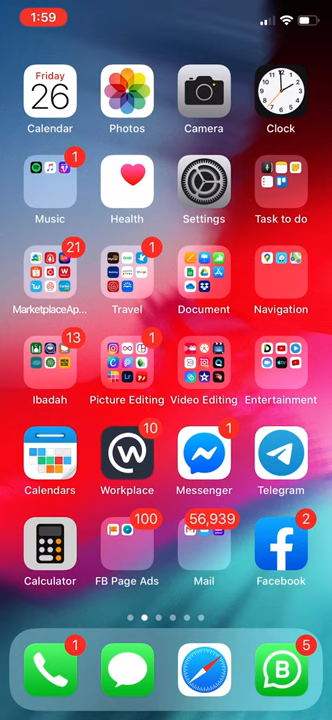 1:59
Friday
26
Calendar Photos Camera Clock
1
Music Health Settings Task to do
21 1
MarketplaceAp... Travel Document Navigation
13 1
Ibadah Picture Editing Video Editing Entertainment
10 1
Calendars Workplace Messenger Telegram
100 56,939 2
Calculator FB Page Ads Mail Facebook
1 5
B